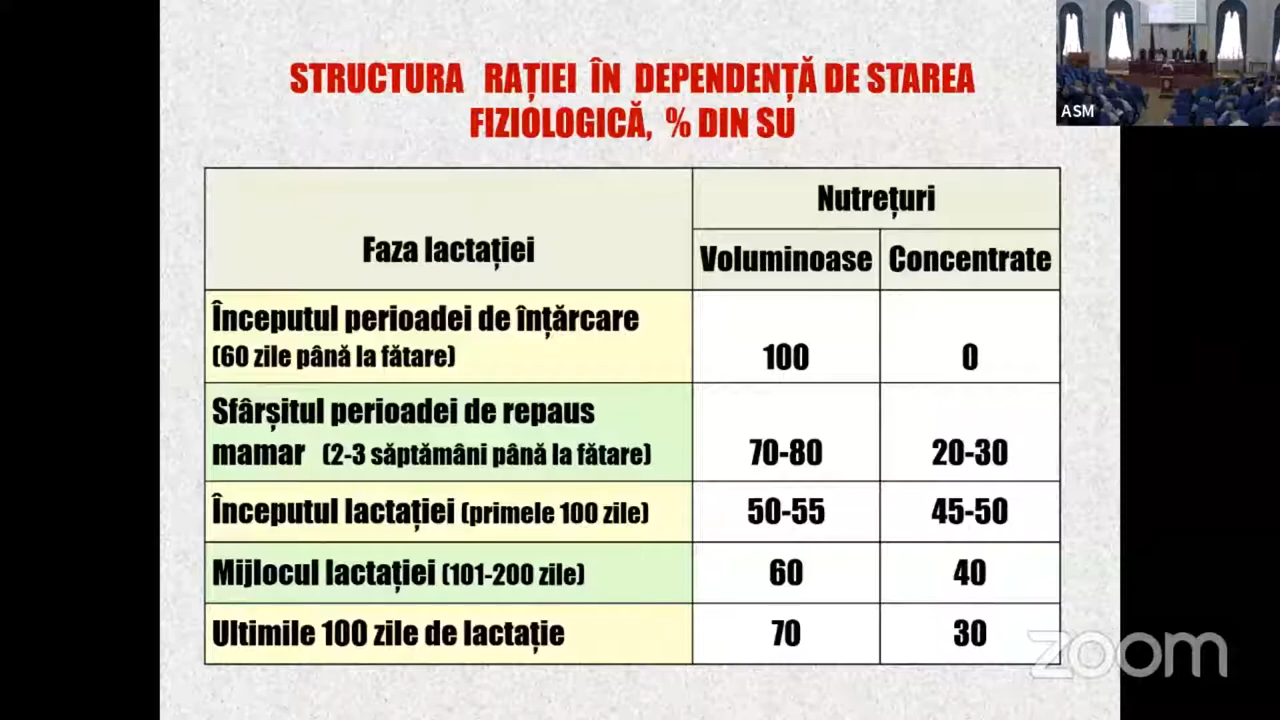 STRUCTURA RAȚIEI ÎN DEPENDENȚĂ DE STAREA
FIZIOLOGICĂ, % DIN SU
ASM
Faza lactației
Nutrețuri
Voluminoase Concentrate
Începutul perioadei de înțărcare
(60 zile până la fătare) 100 0
Sfârșitul perioadei de repaus
mamar (2-3 săptămâni până la fătare) 70-80 20-30
Începutul lactației (primele 100 zile) 50-55 45-50
Mijlocul lactației (101-200 zile) 60 40
Ultimile 100 zile de lactație 70 30
zoom